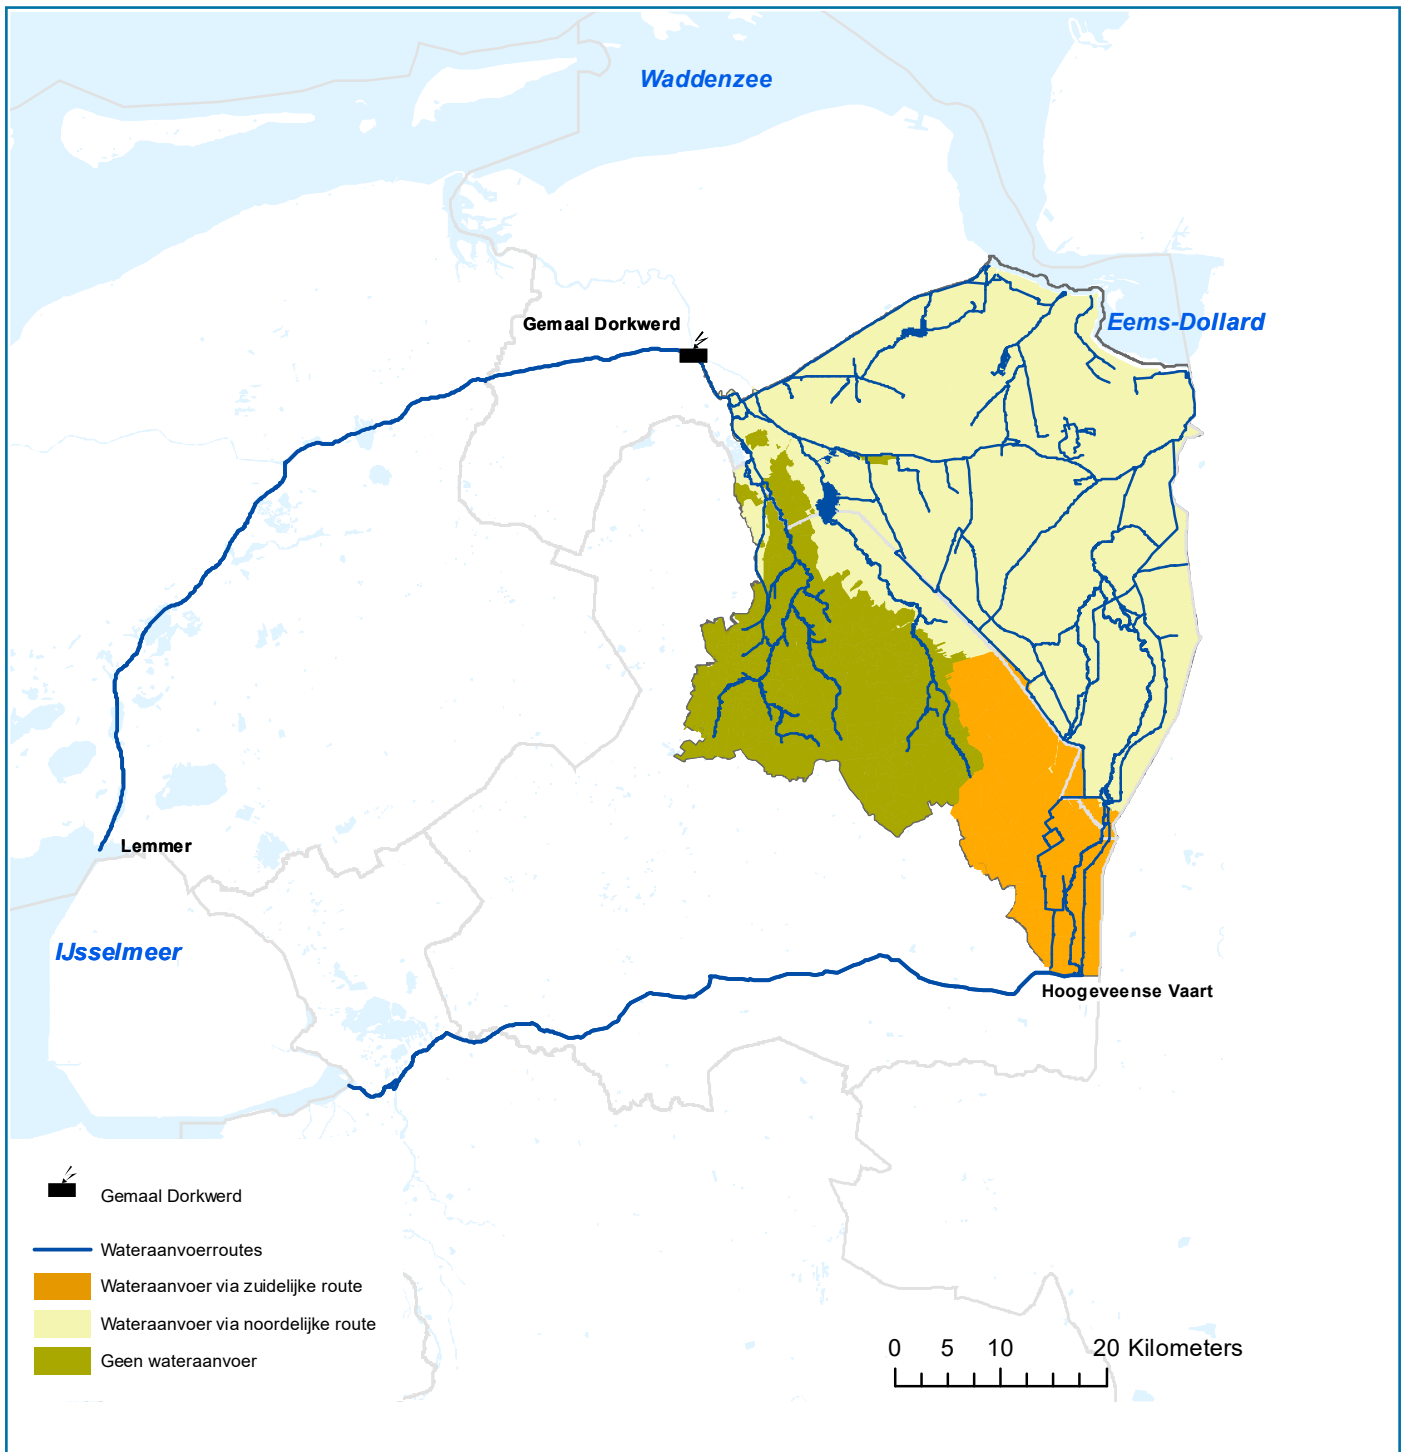 Waddenzee
Gemaal Dorkwerd
Eems-Dollard
Lemmer
IJsselmeer
Hoogeveense Vaart
Gemaal Dorkwerd
Wateraanvoerroutes
Wateraanvoer via zuidelijke route
Wateraanvoer via noordelijke route
Geen wateraanvoer
0 5 10 20 Kilometers